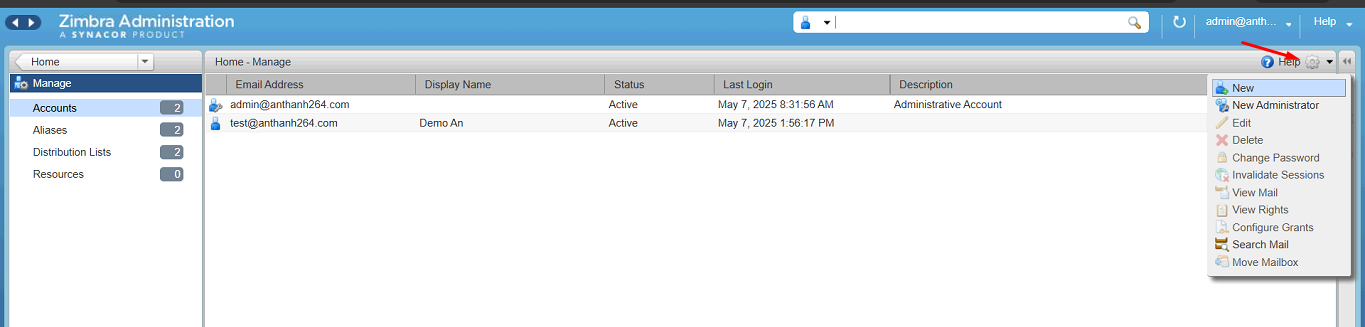 Zimbra Administration
A SYNACOR PRODUCT
admin@anth...
Help
Home
Home - Manage
Help
Manage
Accounts 2
Aliases 2
Distribution Lists 2
Resources 0
Email Address Display Name Status Last Login Description
admin@anthanh264.com Active May 7, 2025 8:31:56 AM Administrative Account
test@anthanh264.com Demo An Active May 7, 2025 1:56:17 PM
New
New Administrator
Edit
Delete
Change Password
Invalidate Sessions
View Mail
View Rights
Configure Grants
Search Mail
Move Mailbox